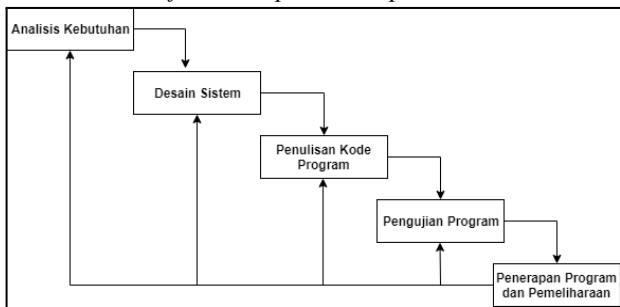 Analisis Kebutuhan
Desain Sistem
Penulisan Kode
Program
Pengujian Program
Penerapan Program
dan Pemeliharaan